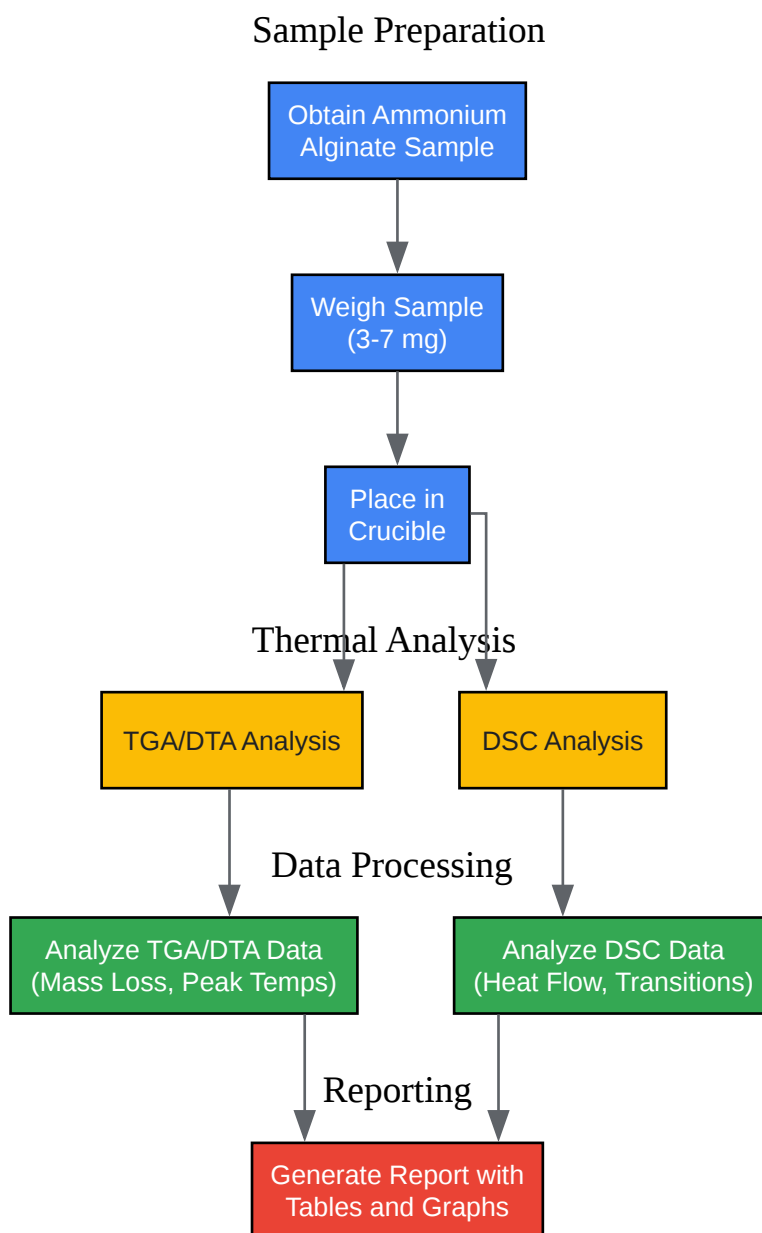 Sample Preparation
Obtain Ammonium
Alginate Sample
Weigh Sample
(3-7 mg)
Place in
Crucible
Thermal Analysis
TGA/DTA Analysis
DSC Analysis
Data Processing
Analyze TGA/DTA Data
(Mass Loss, Peak Temps)
Analyze DSC Data
(Heat Flow, Transitions)
Reporting
Generate Report with
Tables and Graphs